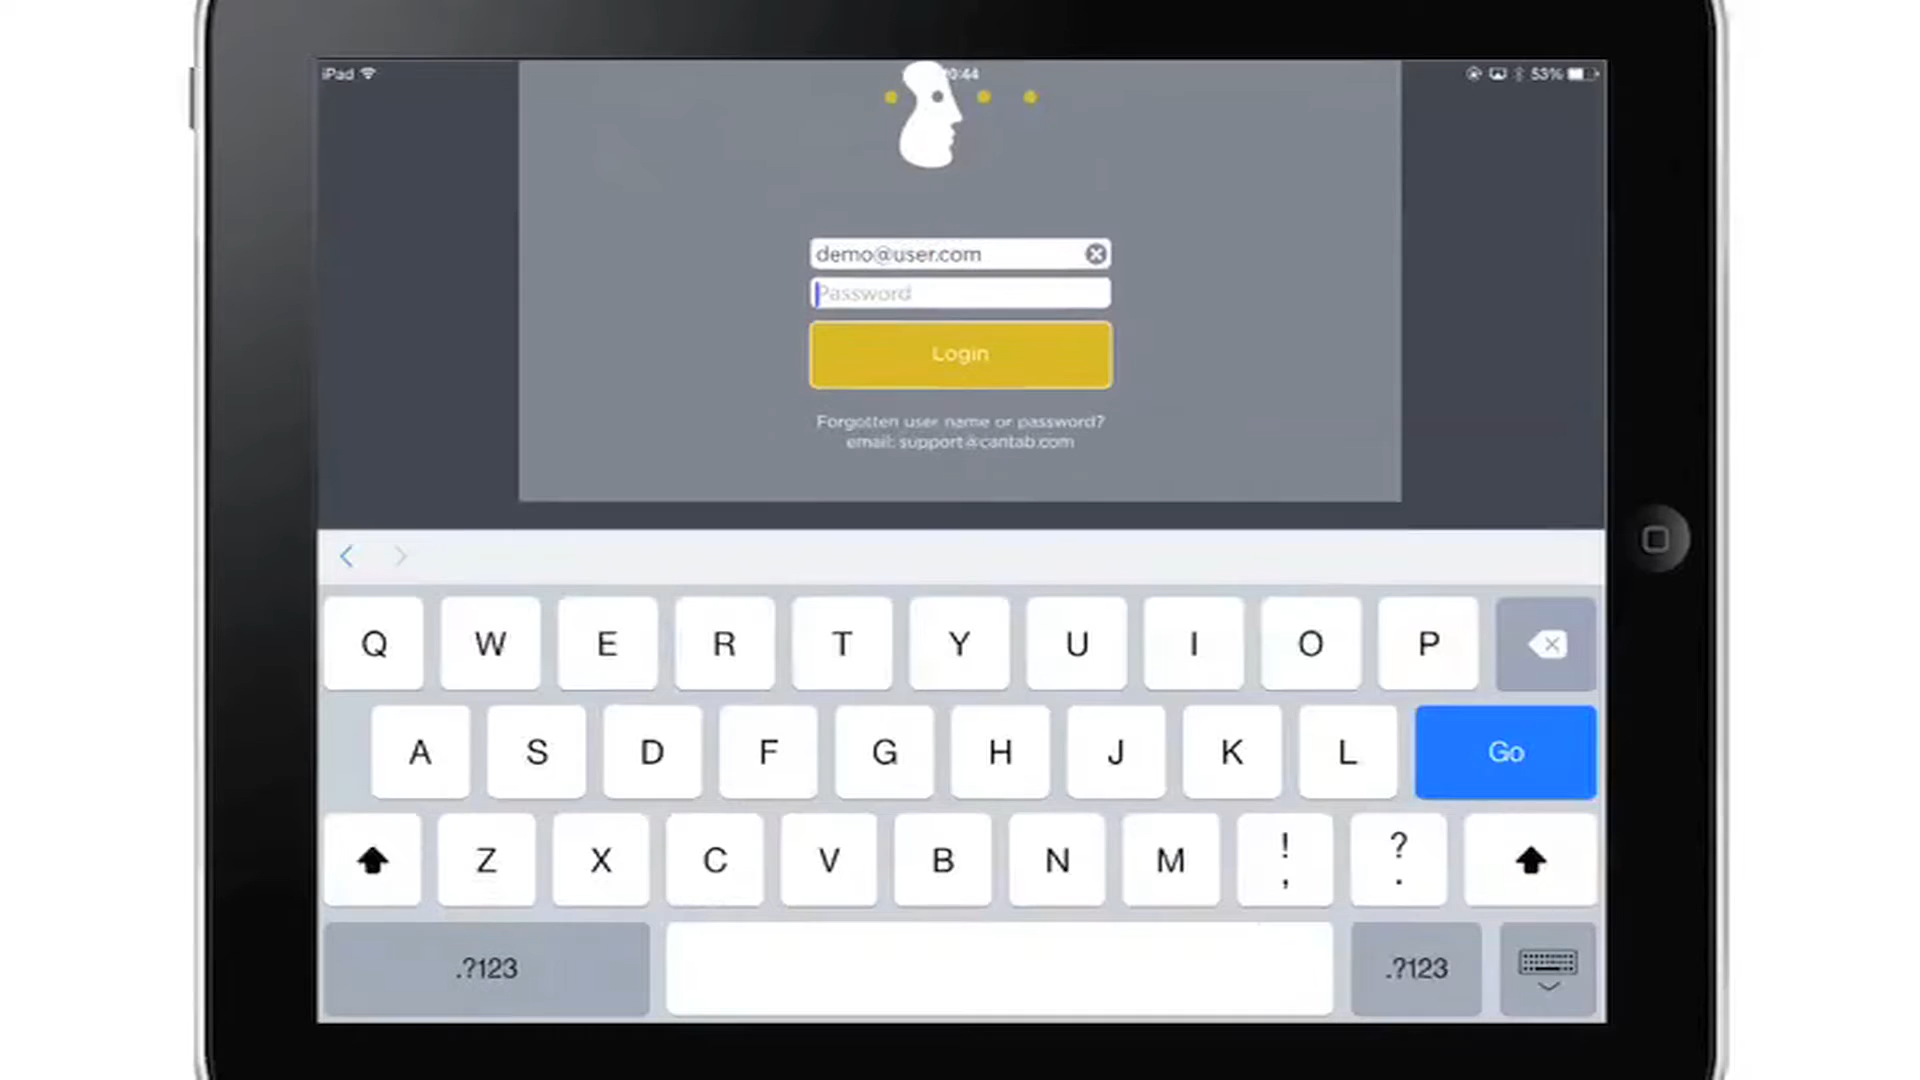 iPad
0:44
53%
demo@user.com
Password
Login
Forgotten user name or password?
email: support@cantab.com
Q W E R T Y U I O P
A S D F G H J K L Go
Z X C V B N M ! , ? .
.?123 .?123